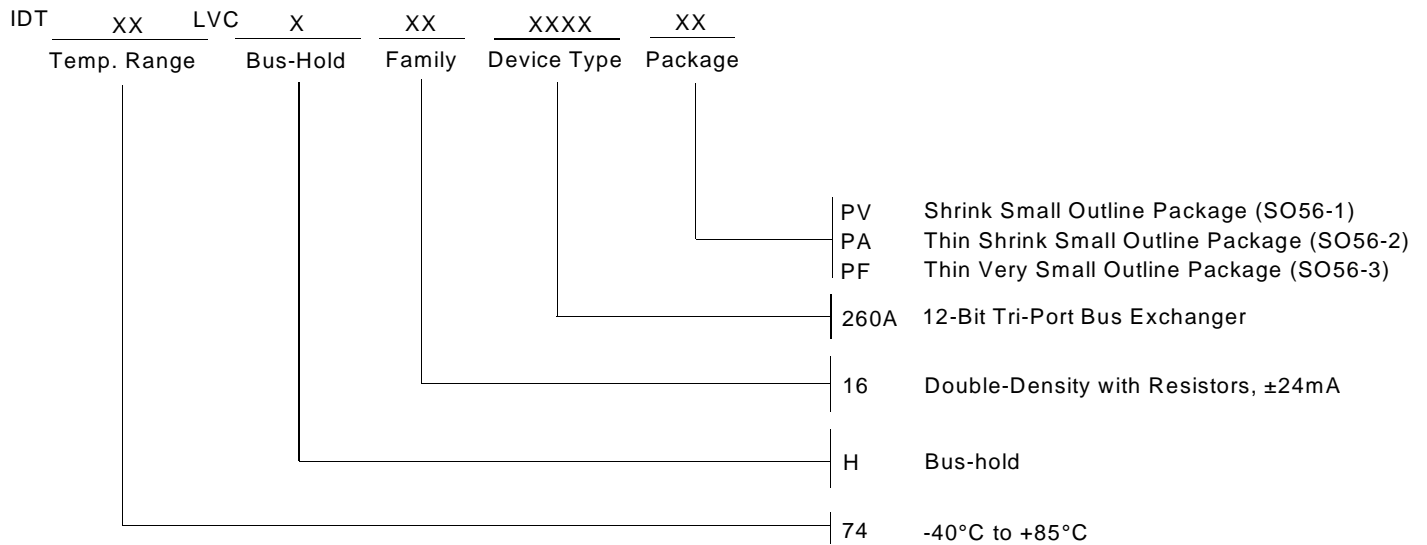 IDT XX LVC X XX XXXX XX
Temp. Range Bus-Hold Family Device Type Package
PV Shrink Small Outline Package (SO56-1)
PA Thin Shrink Small Outline Package (SO56-2)
PF Thin Very Small Outline Package (SO56-3)
260A 12-Bit Tri-Port Bus Exchanger
16 Double-Density with Resistors, ±24mA
H Bus-hold
74 -40°C to +85°C